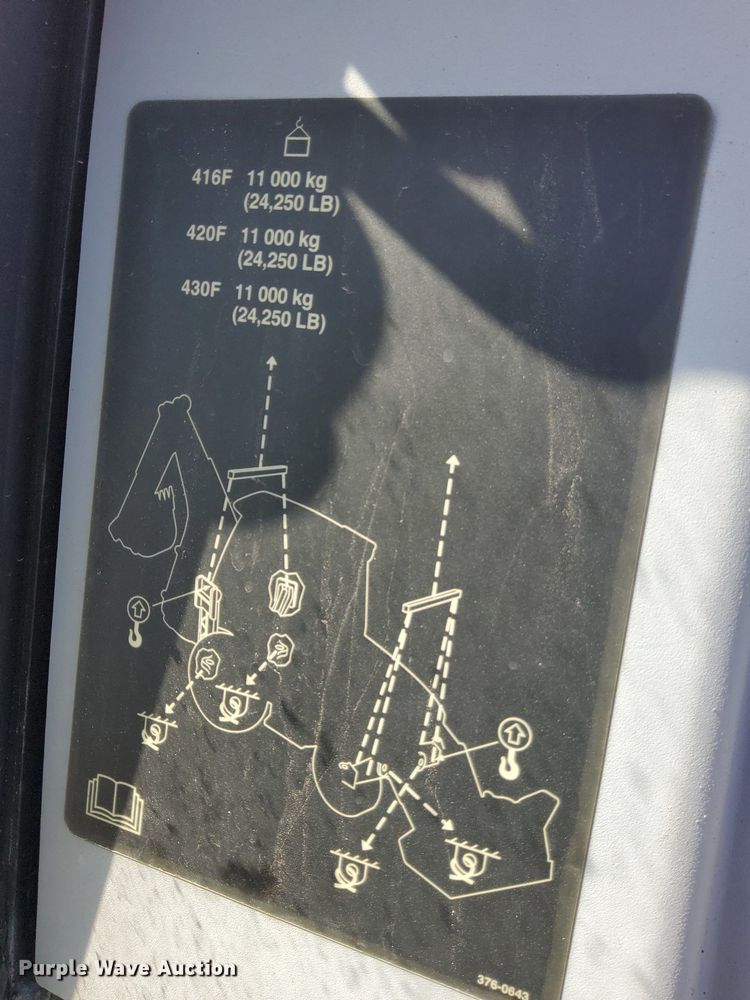 416F 11 000 kg
(24,250 LB)
420F 11 000 kg
(24,250 LB)
430F 11 000 kg
(24,250 LB)
376-0643
Purple Wave Auction